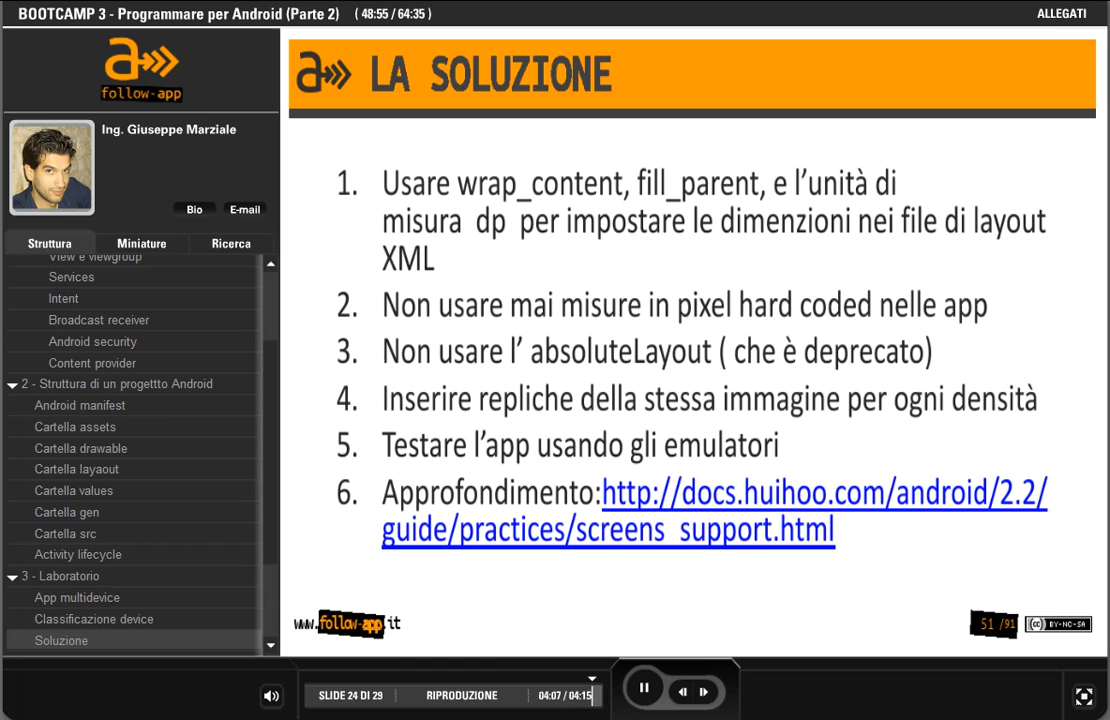 BOOTCAMP 3 - Programmare per Android (Parte 2) ( 48:55 / 64:35 )
ALLEGATI
a
follow-app
Ing. Giuseppe Marziale
Bio E-mail
Struttura Miniature Ricerca
View e viewgroup
Services
Intent
Broadcast receiver
Android security
Content provider
2 - Struttura di un progettto Android
Android manifest
Cartella assets
Cartella drawable
Cartella layaout
Cartella values
Cartella gen
Cartella src
Activity lifecycle
3 - Laboratorio
App multidevice
Classificazione device
Soluzione
a LA SOLUZIONE
1. Usare wrap_content, fill_parent, e l’unità di
misura dp per impostare le dimenzioni nei file di layout
XML
2. Non usare mai misure in pixel hard coded nelle app
3. Non usare l’ absoluteLayout ( che è deprecato)
4. Inserire repliche della stessa immagine per ogni densità
5. Testare l’app usando gli emulatori
6. Approfondimento:http://docs.huihoo.com/android/2.2/
guide/practices/screens_support.html
www.follow-app.it
51 /91
cc BY-NC-SA
SLIDE 24 DI 29 RIPRODUZIONE 04:07 / 04:15